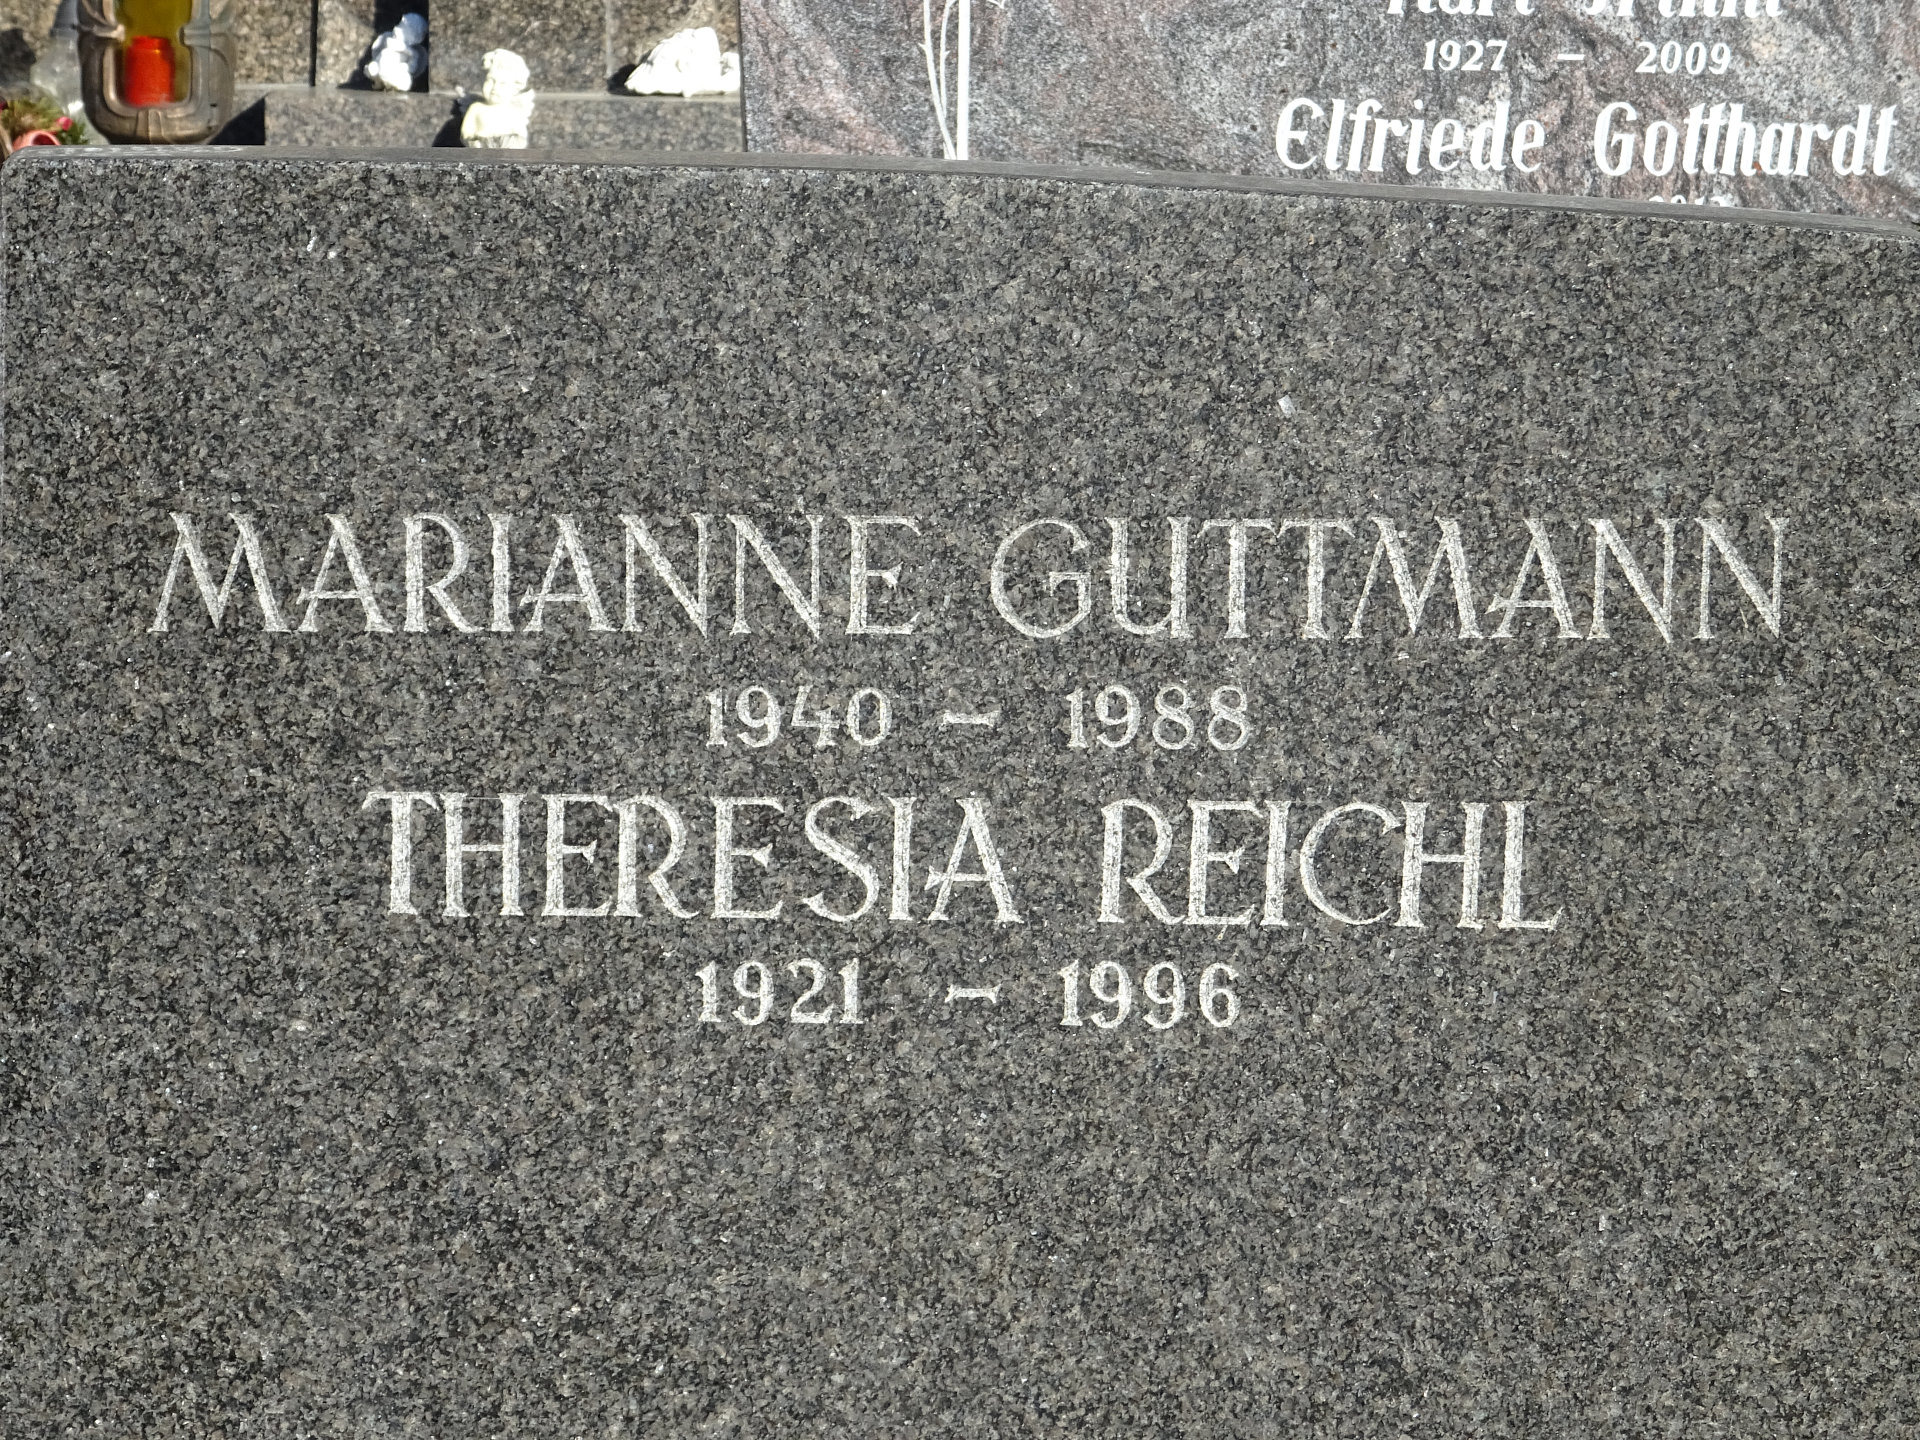 1927 – 2009
Elfriede Gotthardt
MARIANNE GUTTMANN
1940 – 1988
THERESIA REICHL
1921 – 1996